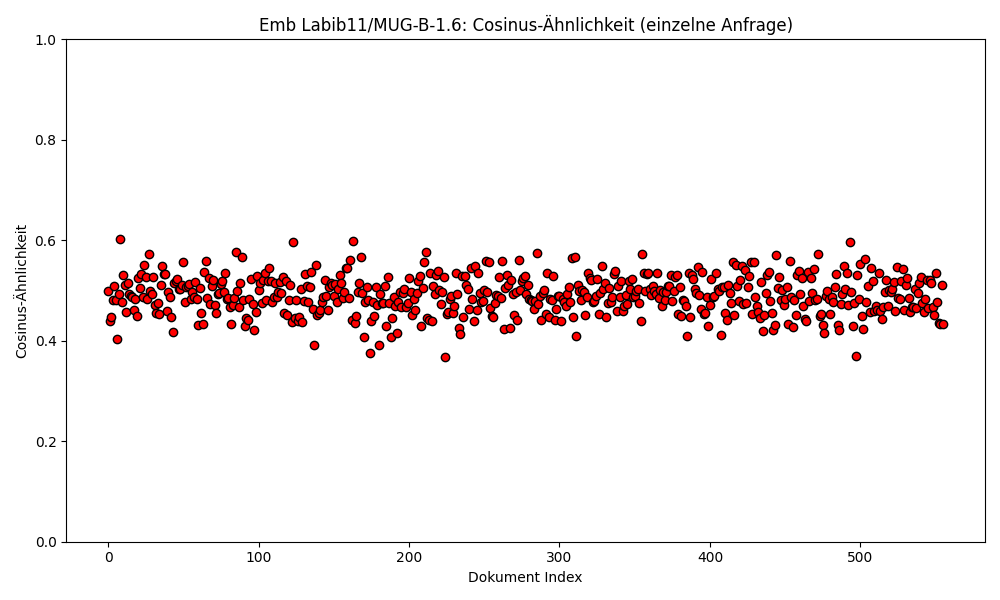 Emb Labib11/MUG-B-1.6: Cosinus-Ähnlichkeit (einzelne Anfrage)
1.0
0.8
0.6
0.4
0.2
0.0
Cosinus-Ähnlichkeit
0 100 200 300 400 500
Dokument Index